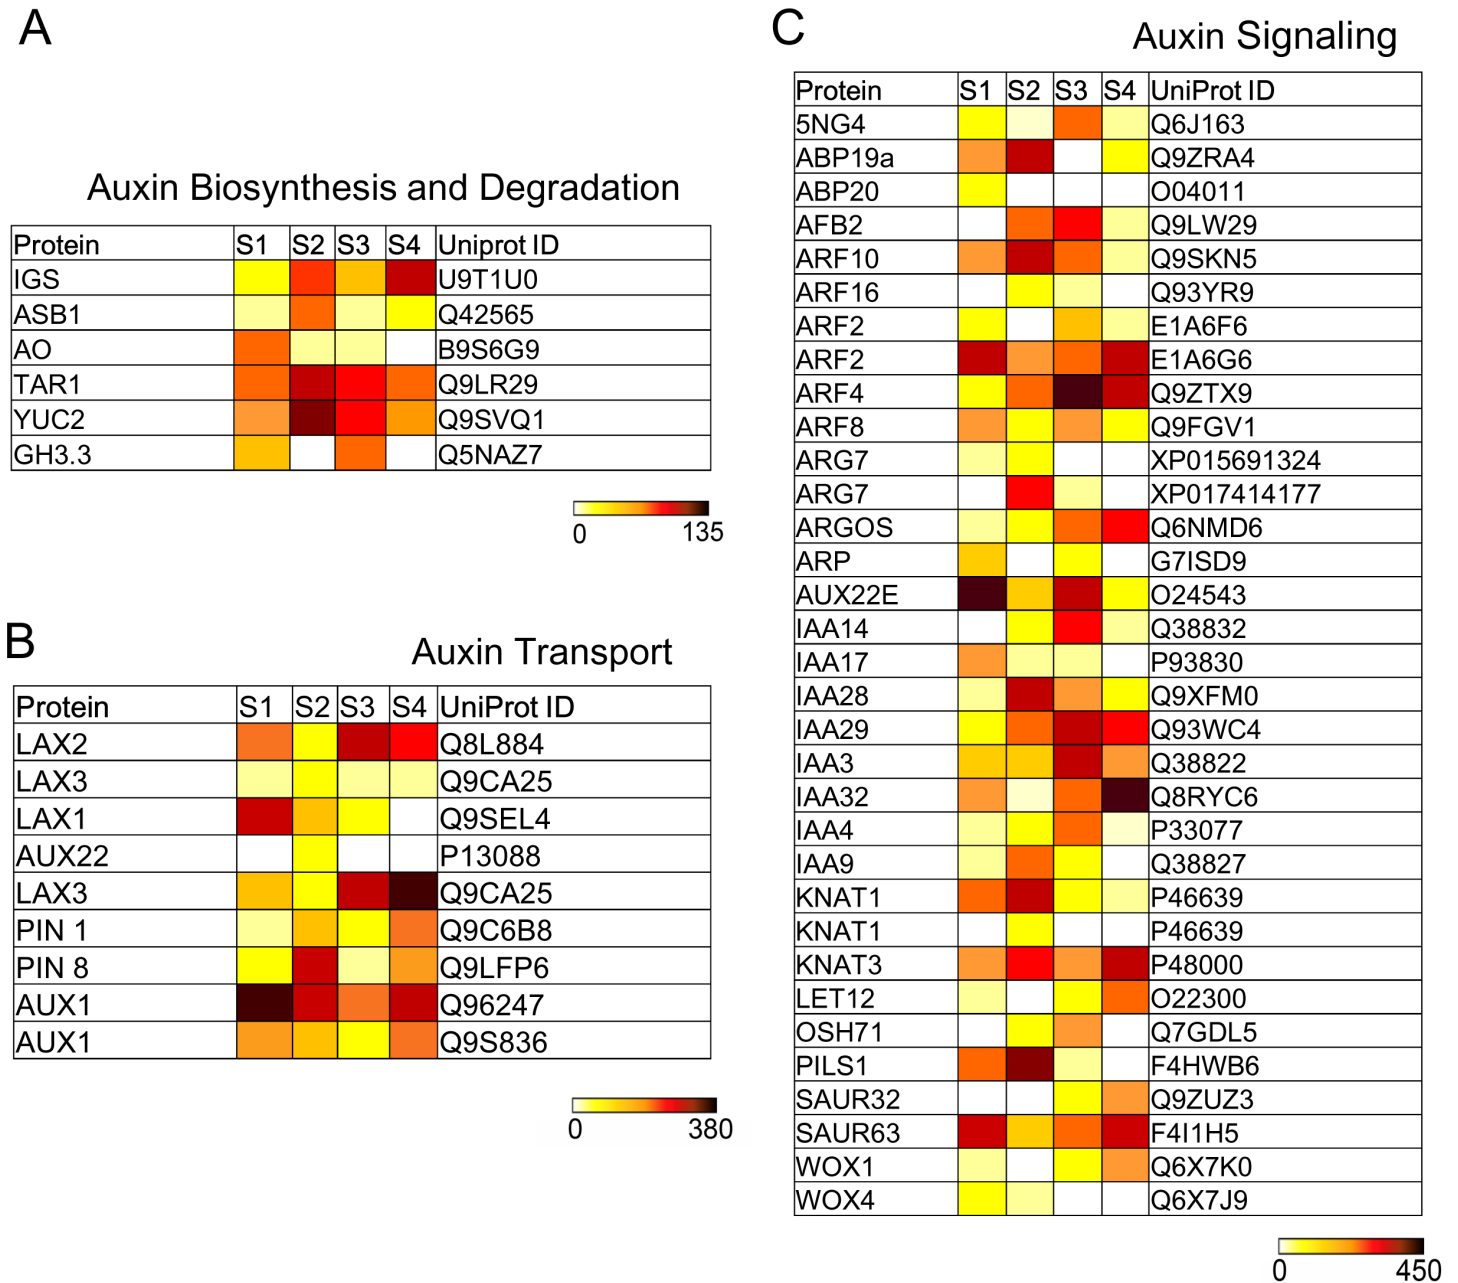 A
Auxin Biosynthesis and Degradation
Protein S1 S2 S3 S4 Uniprot ID
IGS U9T1U0
ASB1 Q42565
AO B9S6G9
TAR1 Q9LR29
YUC2 Q9SVQ1
GH3.3 Q5NAZ7
0 135
B
Auxin Transport
Protein S1 S2 S3 S4 UniProt ID
LAX2 Q8L884
LAX3 Q9CA25
LAX1 Q9SEL4
AUX22 P13088
LAX3 Q9CA25
PIN 1 Q9C6B8
PIN 8 Q9LFP6
AUX1 Q96247
AUX1 Q9S836
0 380
C
Auxin Signaling
Protein S1 S2 S3 S4 UniProt ID
5NG4 Q6J163
ABP19a Q9ZRA4
ABP20 O04011
AFB2 Q9LW29
ARF10 Q9SKN5
ARF16 Q93YR9
ARF2 E1A6F6
ARF2 E1A6G6
ARF4 Q9ZTX9
ARF8 Q9FGV1
ARG7 XP015691324
ARG7 XP017414177
ARGOS Q6NMD6
ARP G7ISD9
AUX22E O24543
IAA14 Q38832
IAA17 P93830
IAA28 Q9XFM0
IAA29 Q93WC4
IAA3 Q38822
IAA32 Q8RYC6
IAA4 P33077
IAA9 Q38827
KNAT1 P46639
KNAT1 P46639
KNAT3 P48000
LET12 O22300
OSH71 Q7GDL5
PILS1 F4HWB6
SAUR32 Q9ZUZ3
SAUR63 F4I1H5
WOX1 Q6X7K0
WOX4 Q6X7J9
0 450